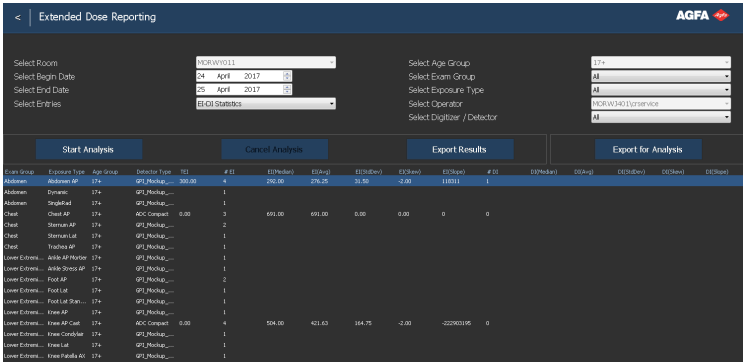 < Extended Dose Reporting AGFA
Select Room MORWY011 Select Age Group 17+
Select Begin Date 24 April 2017 Select Exam Group All
Select End Date 25 April 2017 Select Exposure Type All
Select Entries EI-DI Statistics Select Operator MORWJ401\crservice
Select Digitizer / Detector All
Start Analysis Cancel Analysis Export Results Export for Analysis
Exam Group Exposure Type Age Group Detector Type TEI # EI EI(Median) EI(Avg) EI(StdDev) EI(Skew) EI(Slope) # DI DI(Median) DI(Avg) DI(StdDev) DI(Skew) DI(Slope)
Abdomen Abdomen AP 17+ GPI_Mockup_... 300.00 4 292.00 276.25 31.50 -2.00 118311 1
Abdomen Dynamic 17+ GPI_Mockup_... 1
Abdomen SingleRad 17+ GPI_Mockup_... 1
Chest Chest AP 17+ ADC Compact 0.00 3 691.00 691.00 0.00 0.00 0 0
Chest Sternum AP 17+ GPI_Mockup_... 2
Chest Sternum Lat 17+ GPI_Mockup_... 1
Chest Trachea AP 17+ GPI_Mockup_... 1
Lower Extremi... Ankle AP Mortier 17+ GPI_Mockup_... 1
Lower Extremi... Ankle Stress AP 17+ GPI_Mockup_... 1
Lower Extremi... Foot AP 17+ GPI_Mockup_... 2
Lower Extremi... Foot Lat 17+ GPI_Mockup_... 1
Lower Extremi... Foot Lat Stan... 17+ GPI_Mockup_... 1
Lower Extremi... Knee AP 17+ GPI_Mockup_... 1
Lower Extremi... Knee AP Cast 17+ ADC Compact 0.00 4 504.00 421.63 164.75 -2.00 -222903195 0
Lower Extremi... Knee Condylar 17+ GPI_Mockup_... 1
Lower Extremi... Knee Lat 17+ GPI_Mockup_... 1
Lower Extremi... Knee Patella AX 17+ GPI_Mockup_... 1